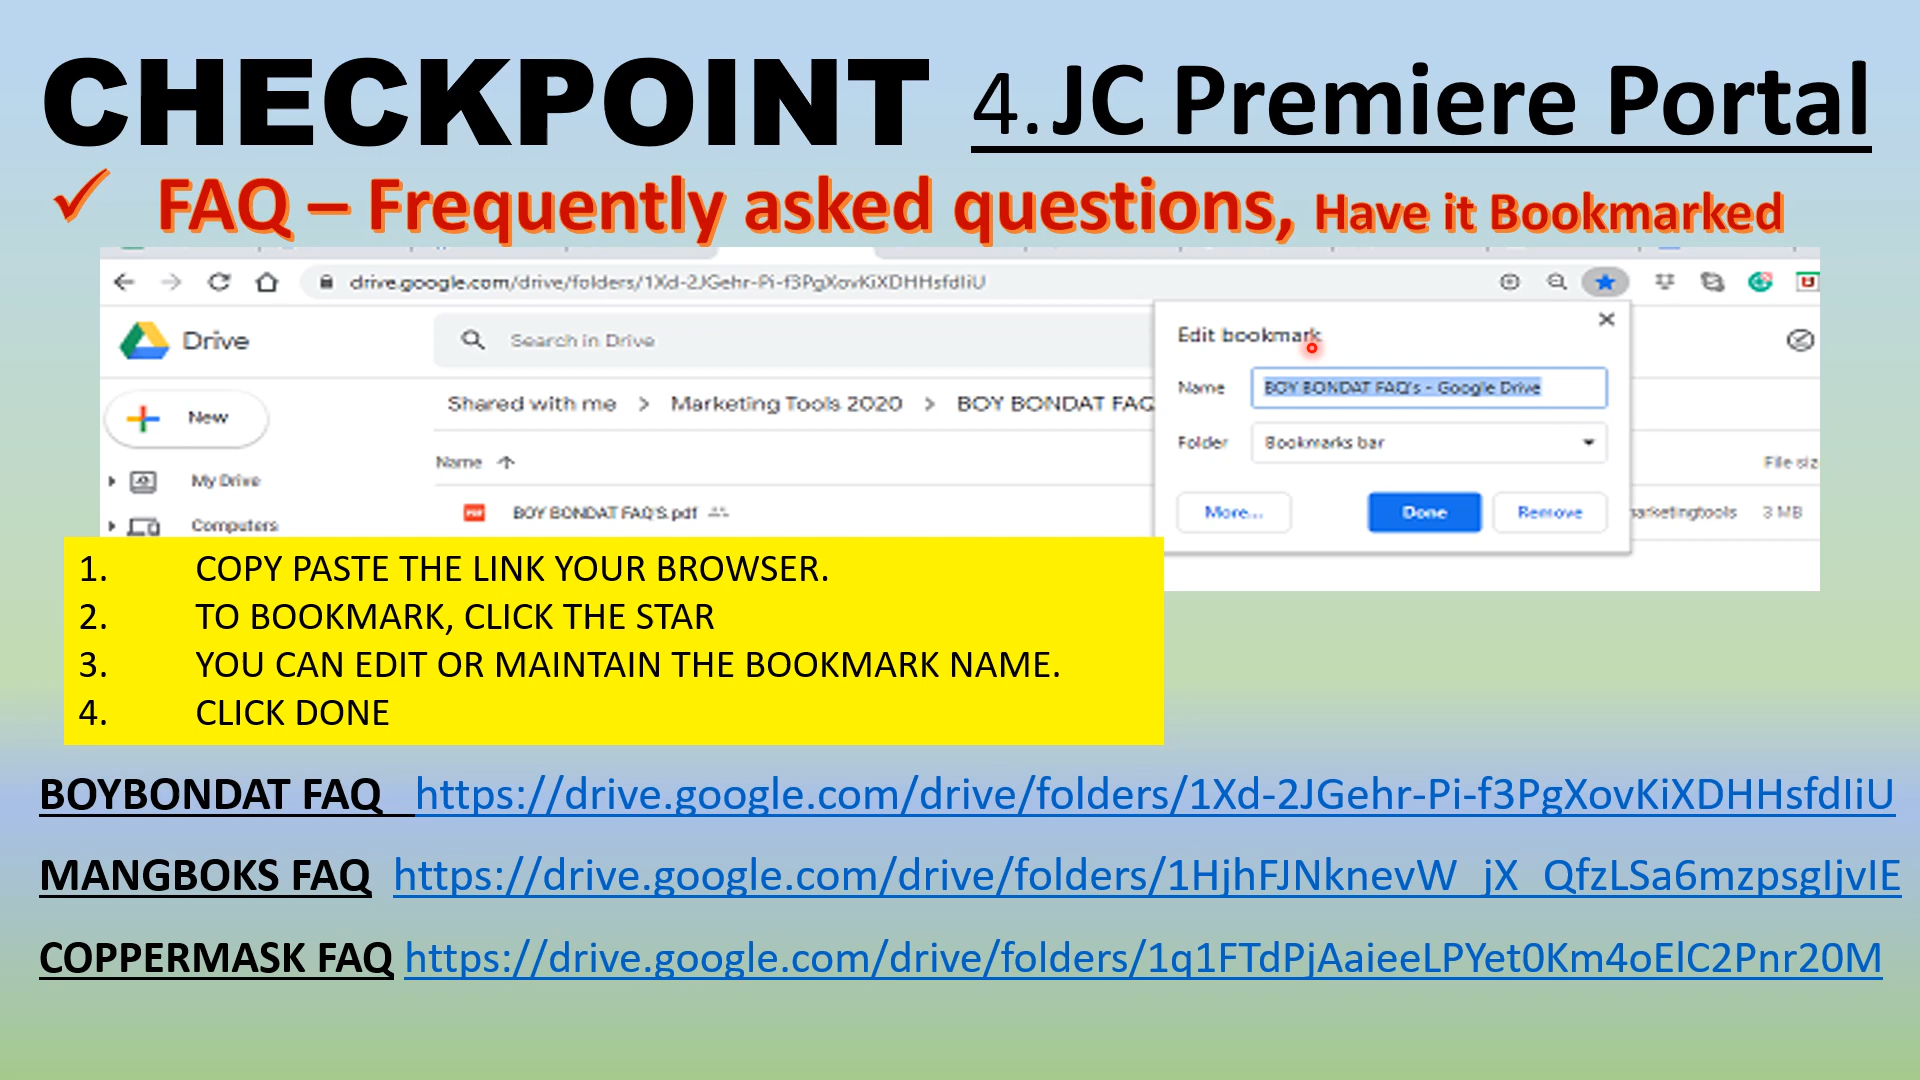 CHECKPOINT 4. JC Premiere Portal
✓ FAQ – Frequently asked questions, Have it Bookmarked
drive.google.com/drive/folders/1Xd-2JGehr-Pi-f3PgXovKiXDHHsfdIiU
Drive
Search in Drive
Edit bookmark
Name BOY BONDAT FAQ's - Google Drive
New
Shared with me > Marketing Tools 2020 > BOY BONDAT FAQ
Folder Bookmarks bar
Name
File siz
My Drive
BOY BONDAT FAQ'S.pdf
More... Done Remove
arketingtools 3 MB
Computers
1. COPY PASTE THE LINK YOUR BROWSER.
2. TO BOOKMARK, CLICK THE STAR
3. YOU CAN EDIT OR MAINTAIN THE BOOKMARK NAME.
4. CLICK DONE
BOYBONDAT FAQ https://drive.google.com/drive/folders/1Xd-2JGehr-Pi-f3PgXovKiXDHHsfdIiU
MANGBOKS FAQ https://drive.google.com/drive/folders/1HjhFJNknevW_jX_QfzLSa6mzpsgIjvIE
COPPERMASK FAQ https://drive.google.com/drive/folders/1q1FTdPjAaieeLPYet0Km4oElC2Pnr20M